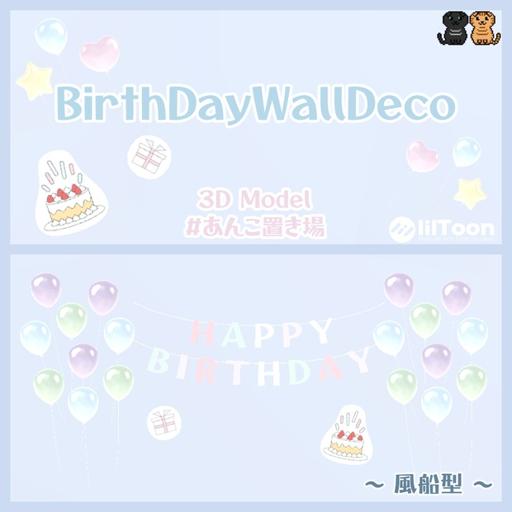 BirthDayWallDeco
3D Model
#あんこ置き場
lilToon
HAPPY
BIRTHDAY
～ 風船型 ～